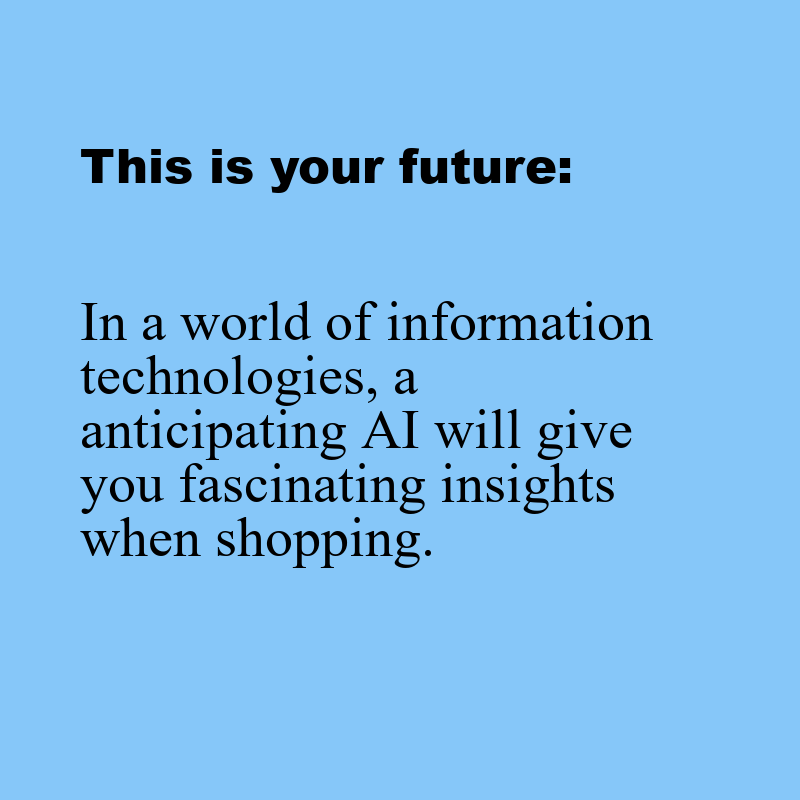 This is your future:
In a world of information
technologies, a
anticipating AI will give
you fascinating insights
when shopping.